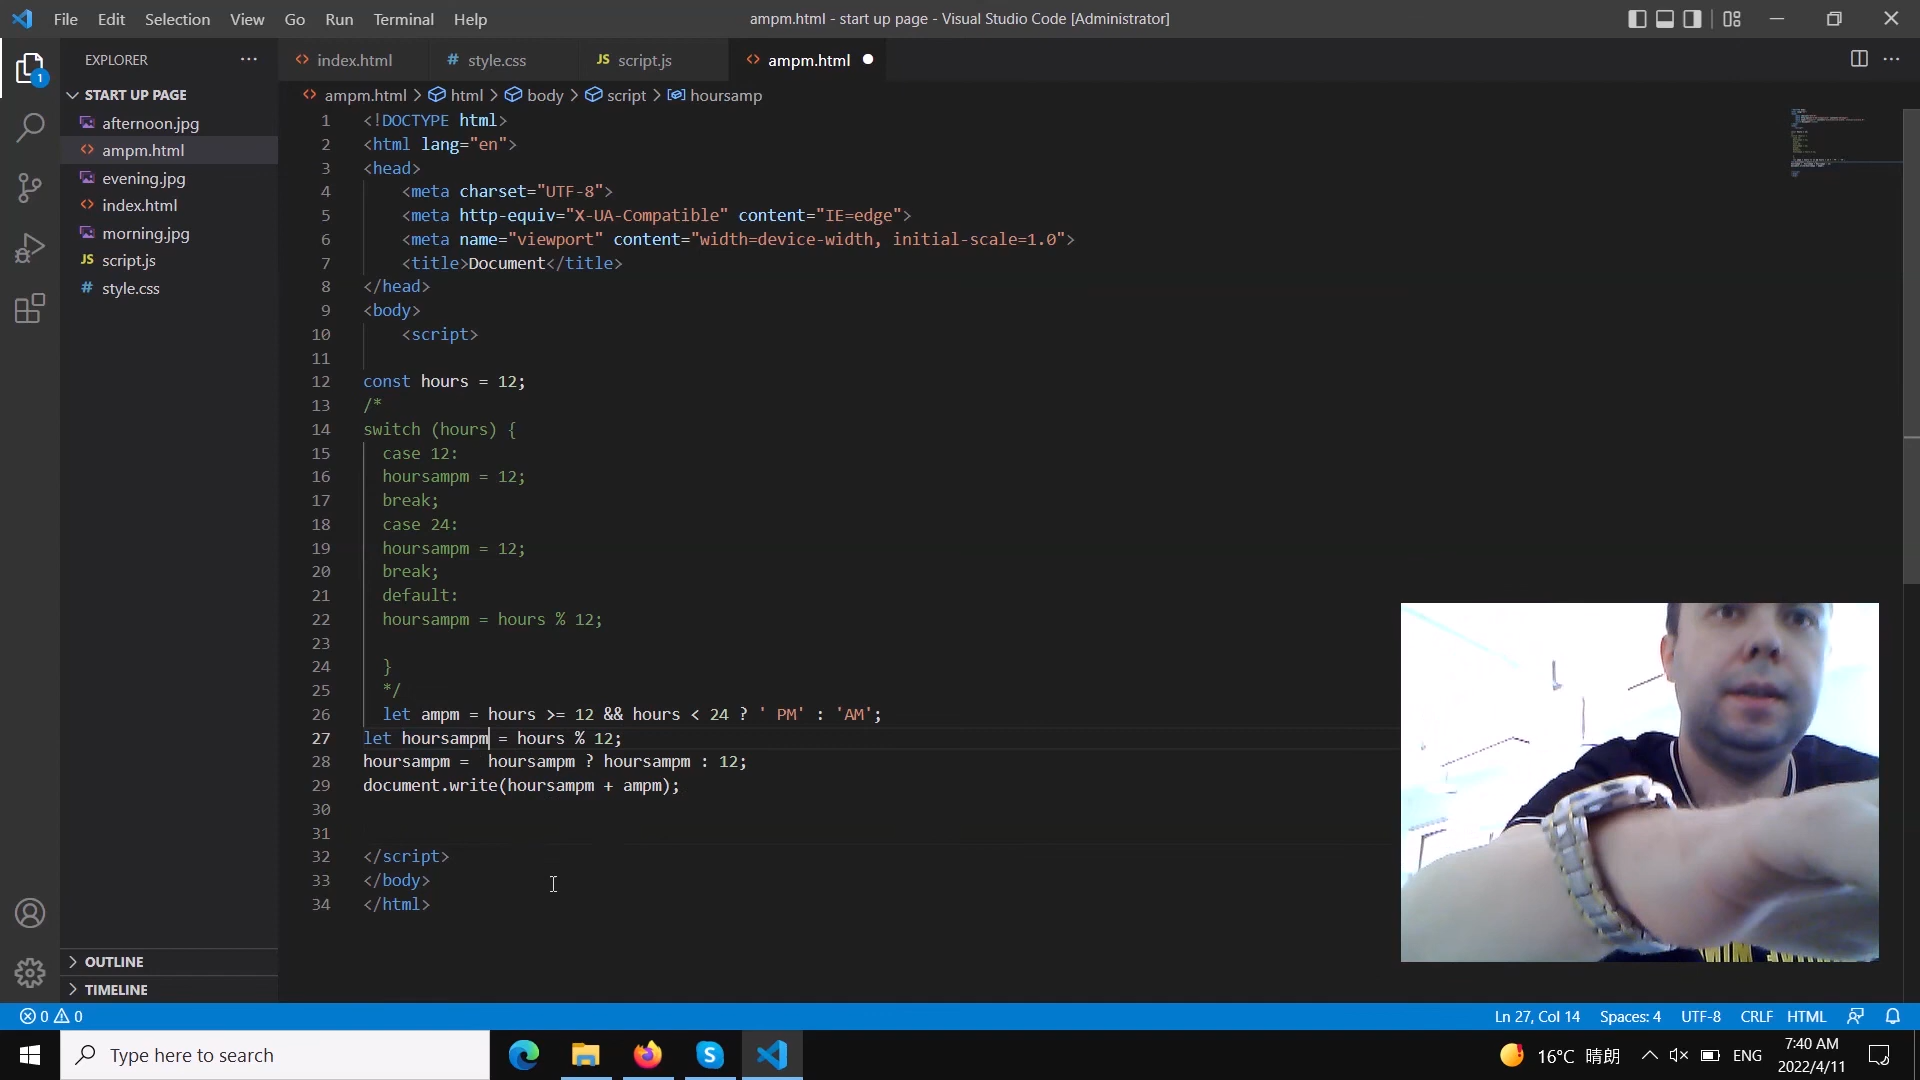 File Edit Selection View Go Run Terminal Help
ampm.html - start up page - Visual Studio Code [Administrator]
EXPLORER
index.html
# style.css
JS script.js
ampm.html
START UP PAGE
ampm.html > html > body > script > hoursamp
afternoon.jpg
ampm.html
evening.jpg
index.html
morning.jpg
JS script.js
# style.css
1 <!DOCTYPE html>
2 <html lang="en">
3 <head>
4 <meta charset="UTF-8">
5 <meta http-equiv="X-UA-Compatible" content="IE=edge">
6 <meta name="viewport" content="width=device-width, initial-scale=1.0">
7 <title>Document</title>
8 </head>
9 <body>
10 <script>
11
12 const hours = 12;
13 /*
14 switch (hours) {
15 case 12:
16 hoursampm = 12;
17 break;
18 case 24:
19 hoursampm = 12;
20 break;
21 default:
22 hoursampm = hours % 12;
23
24 }
25 */
26 let ampm = hours >= 12 && hours < 24 ? ' PM' : 'AM';
27 let hoursampm = hours % 12;
28 hoursampm =  hoursampm ? hoursampm : 12;
29 document.write(hoursampm + ampm);
30
31
32 </script>
33 </body>
34 </html>
OUTLINE
TIMELINE
0 0
Ln 27, Col 14 Spaces: 4 UTF-8 CRLF HTML
Type here to search
16°C 晴朗
ENG
7:40 AM
2022/4/11
1